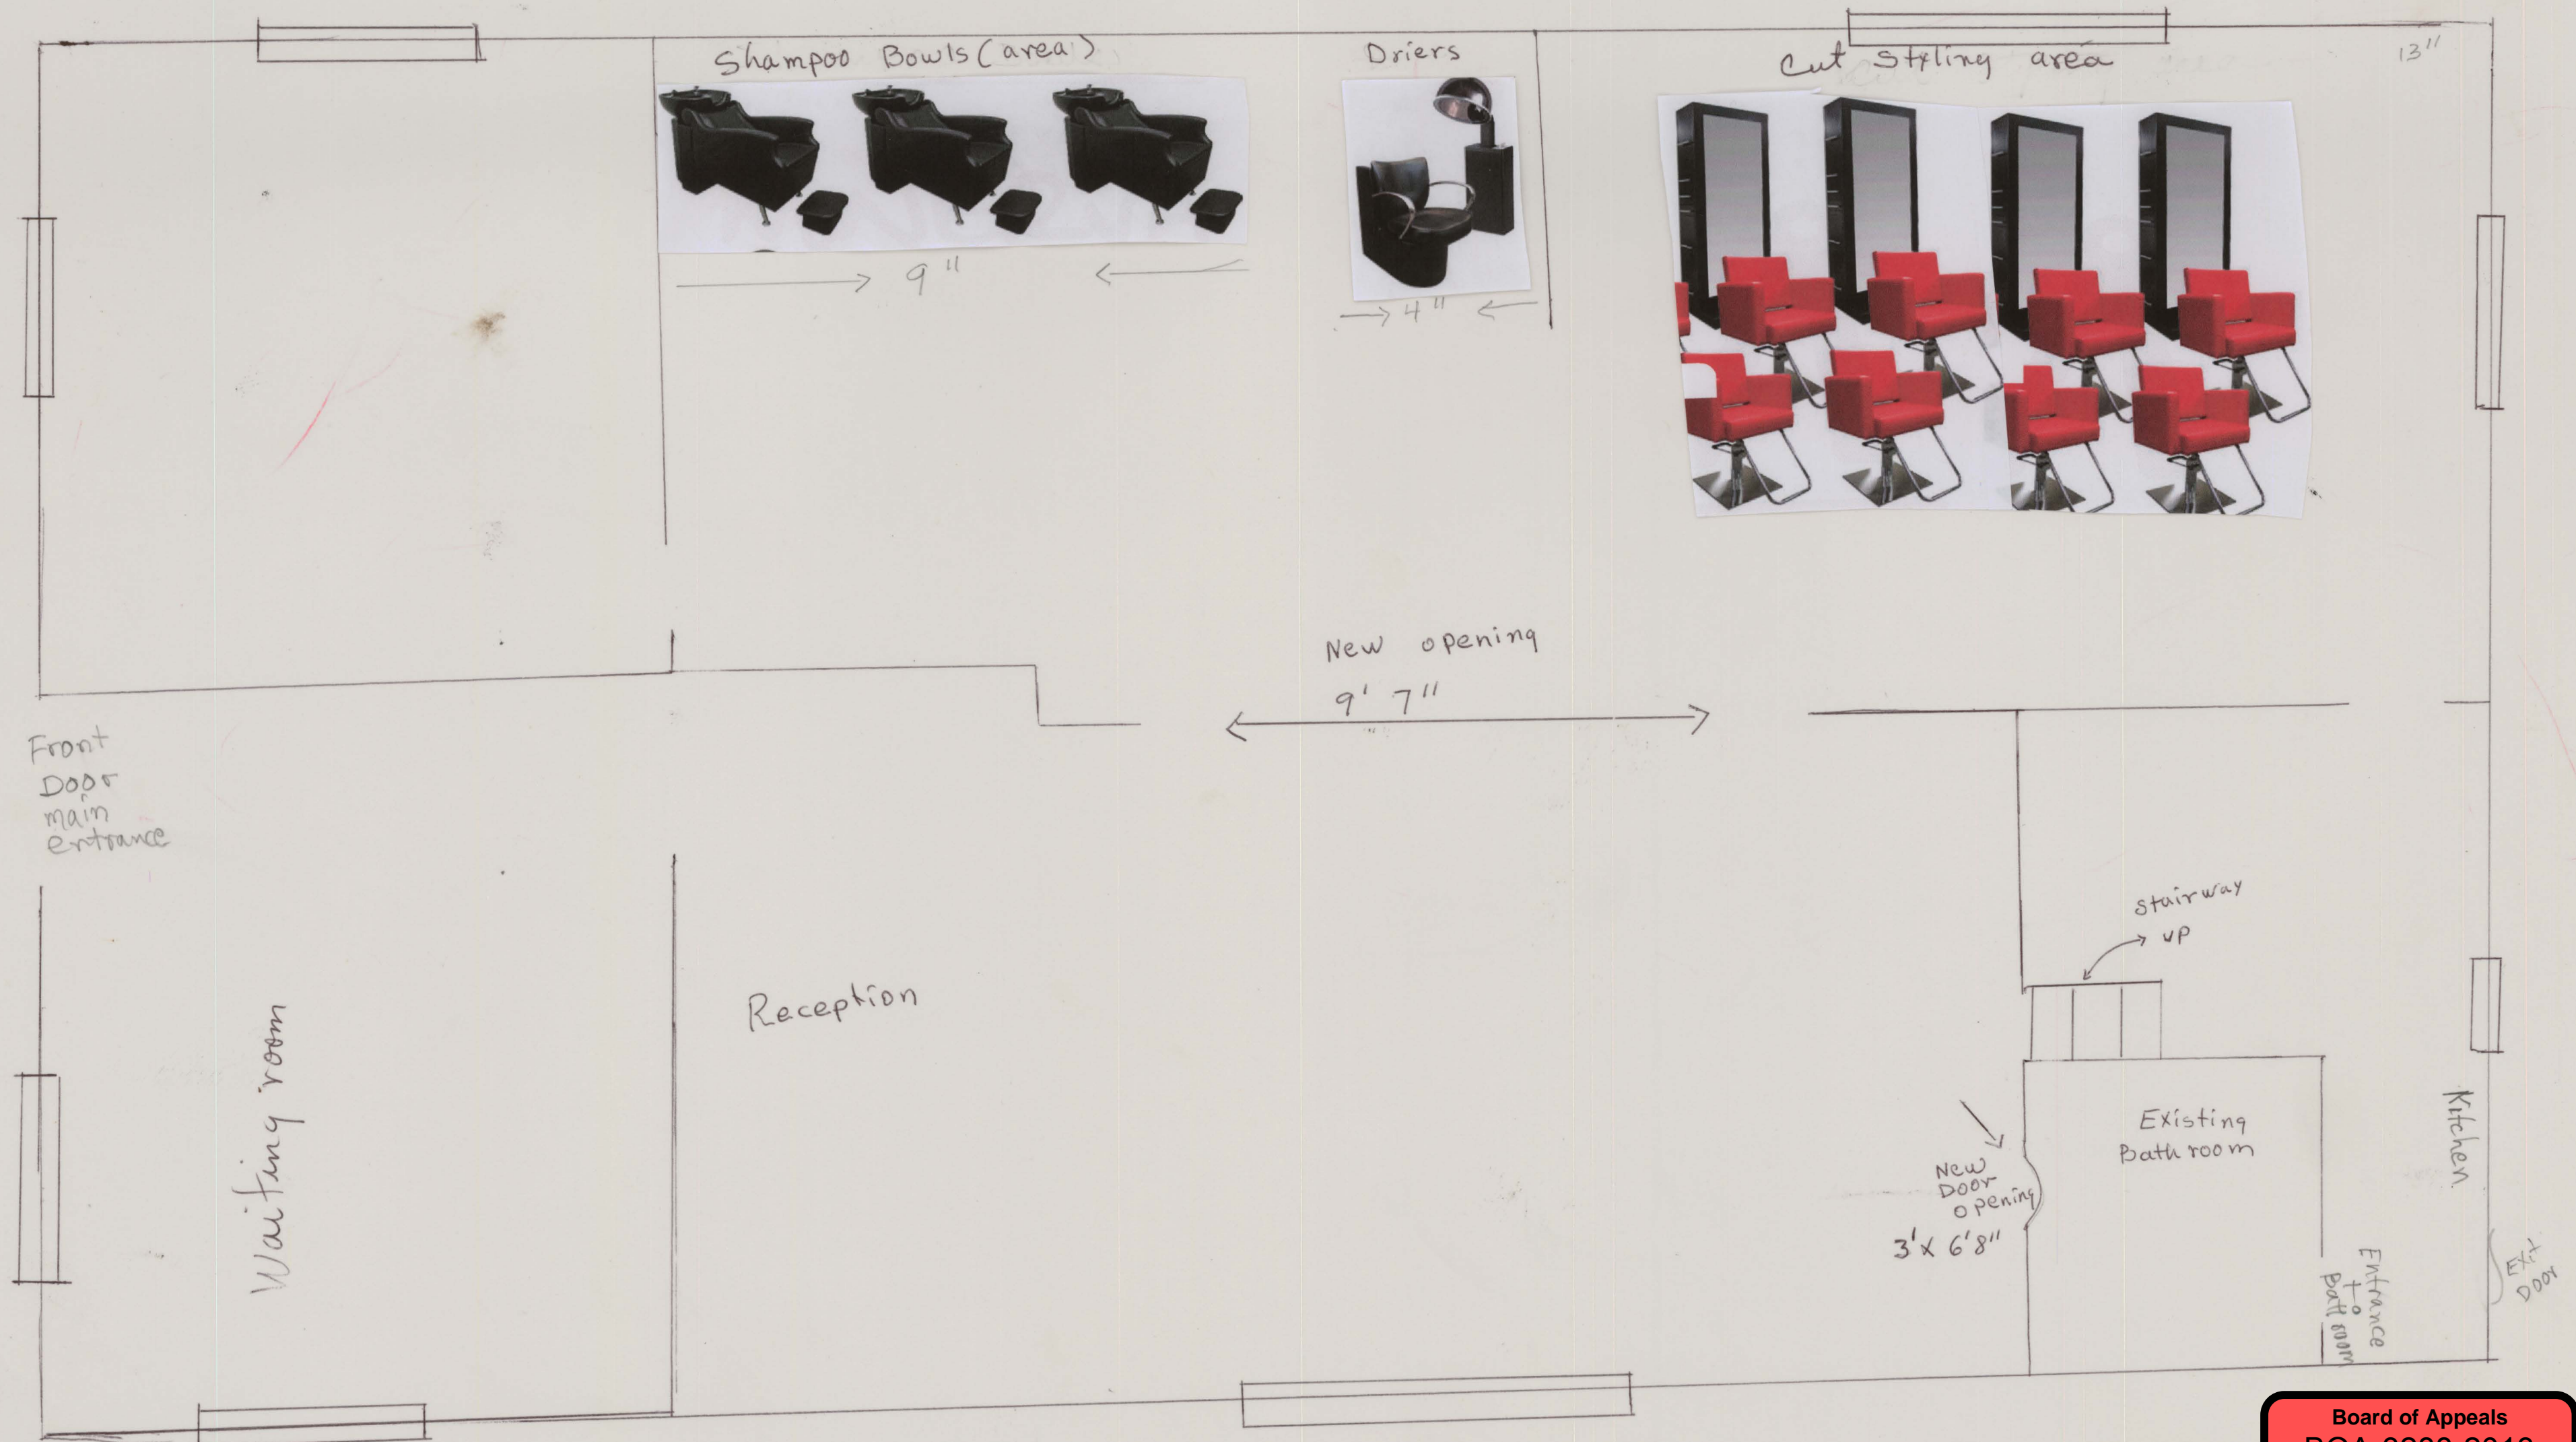 Shampoo Bowls (area)
Driers
Cut Styling area
13"
9"
4"
New opening
9' 7"
Front
Door
main
entrance
Stairway
up
Reception
Waiting room
Existing
Bathroom
New
Door
opening
3' x 6'8"
Kitchen
Entrance
to
Bathroom
Exit
Door
Board of Appeals